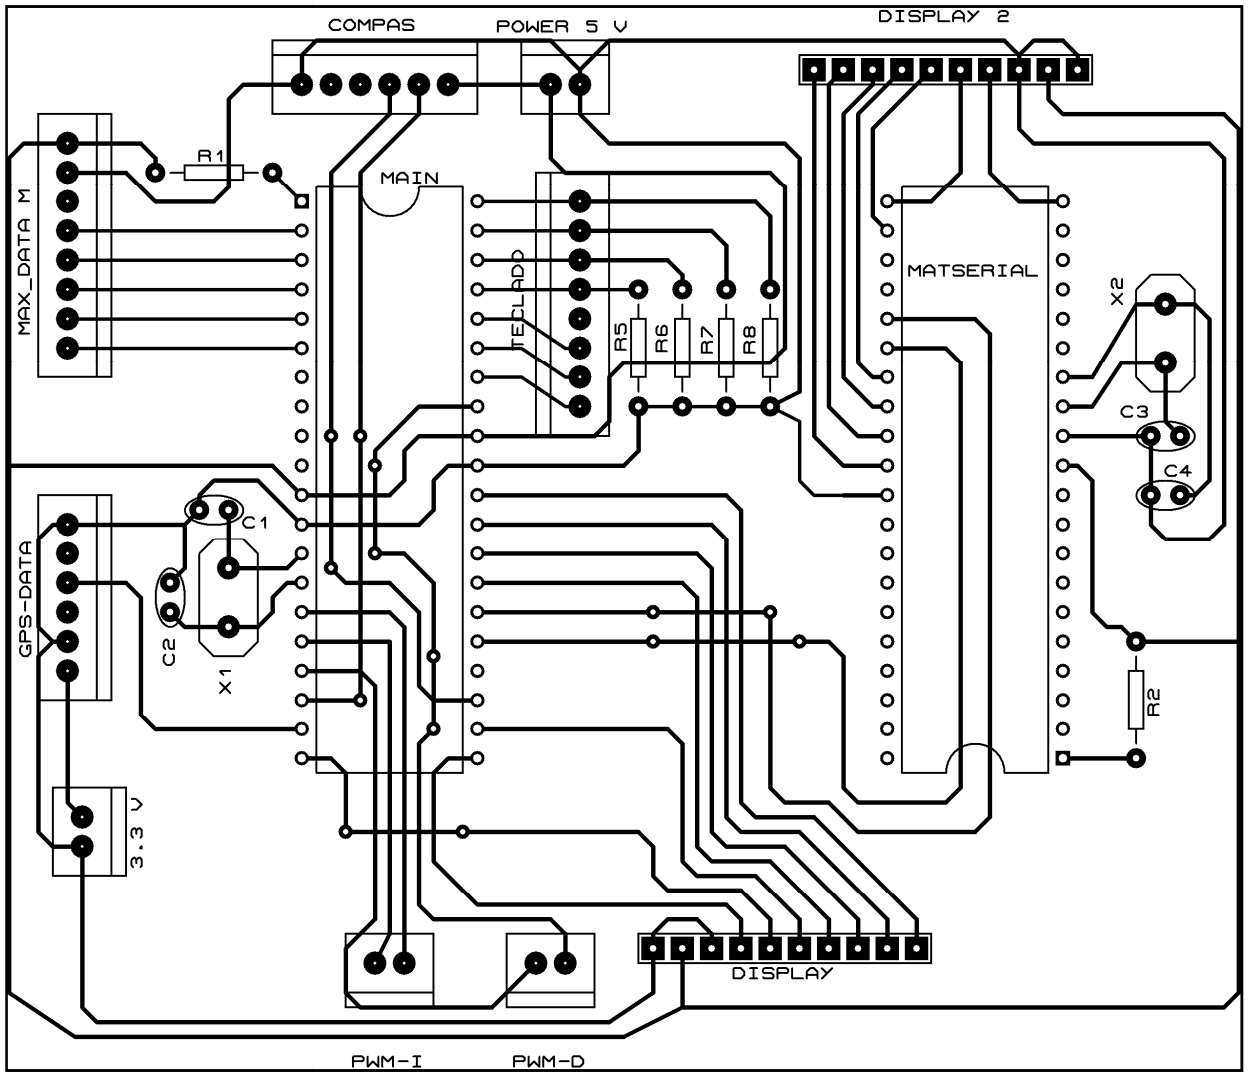 COMPAS
POWER 5 V
DISPLAY 2
R1
MAIN
MAX_DATA M
TECLADO
MATSERIAL
X2
R5
R6
R7
R8
C3
C4
C1
GPS-DATA
C2
X1
R2
3.3 V
DISPLAY
PWM-I
PWM-D